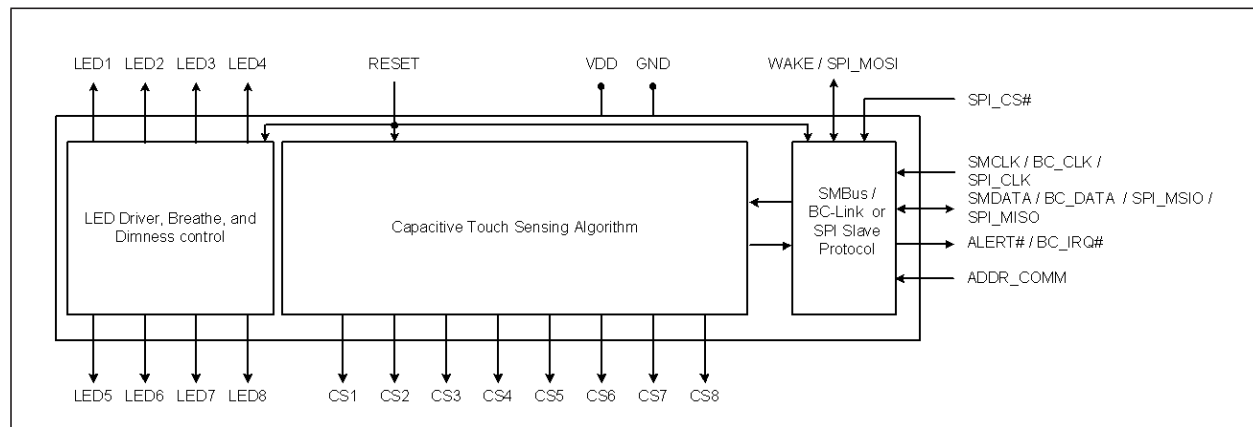 LED1 LED2 LED3 LED4 RESET VDD GND WAKE / SPI_MOSI
SPI_CS#
SMCLK / BC_CLK /
SPI_CLK
SMDATA / BC_DATA / SPI_MSIO /
SPI_MISO
ALERT# / BC_IRQ#
ADDR_COMM
LED Driver, Breathe, and
Dimness control
Capacitive Touch Sensing Algorithm
SMBus /
BC-Link or
SPI Slave
Protocol
LED5 LED6 LED7 LED8 CS1 CS2 CS3 CS4 CS5 CS6 CS7 CS8